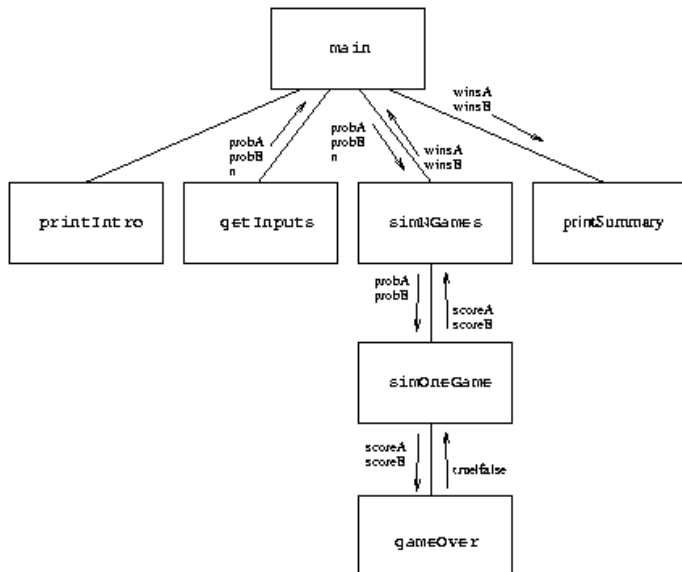 main
winsA
winsB
probA
probB
n
probA
probB
n
winsA
winsB
printIntro
getInputs
simNGames
printSummary
probA
probB
scoreA
scoreB
simOneGame
scoreA
scoreB
true|false
gameOver